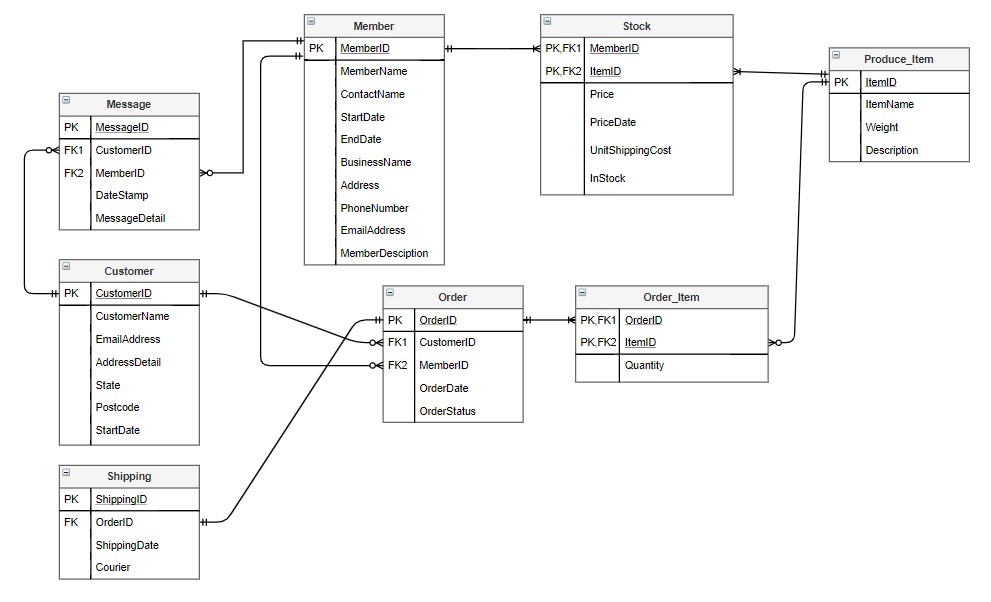 Member
PK MemberID
MemberName
ContactName
StartDate
EndDate
BusinessName
Address
PhoneNumber
EmailAddress
MemberDesciption
Stock
PK,FK1 MemberID
PK,FK2 ItemID
Price
PriceDate
UnitShippingCost
InStock
Produce_Item
PK ItemID
ItemName
Weight
Description
Message
PK MessageID
FK1 CustomerID
FK2 MemberID
DateStamp
MessageDetail
Customer
PK CustomerID
CustomerName
EmailAddress
AddressDetail
State
Postcode
StartDate
Order
PK OrderID
FK1 CustomerID
FK2 MemberID
OrderDate
OrderStatus
Order_Item
PK,FK1 OrderID
PK,FK2 ItemID
Quantity
Shipping
PK ShippingID
FK OrderID
ShippingDate
Courier